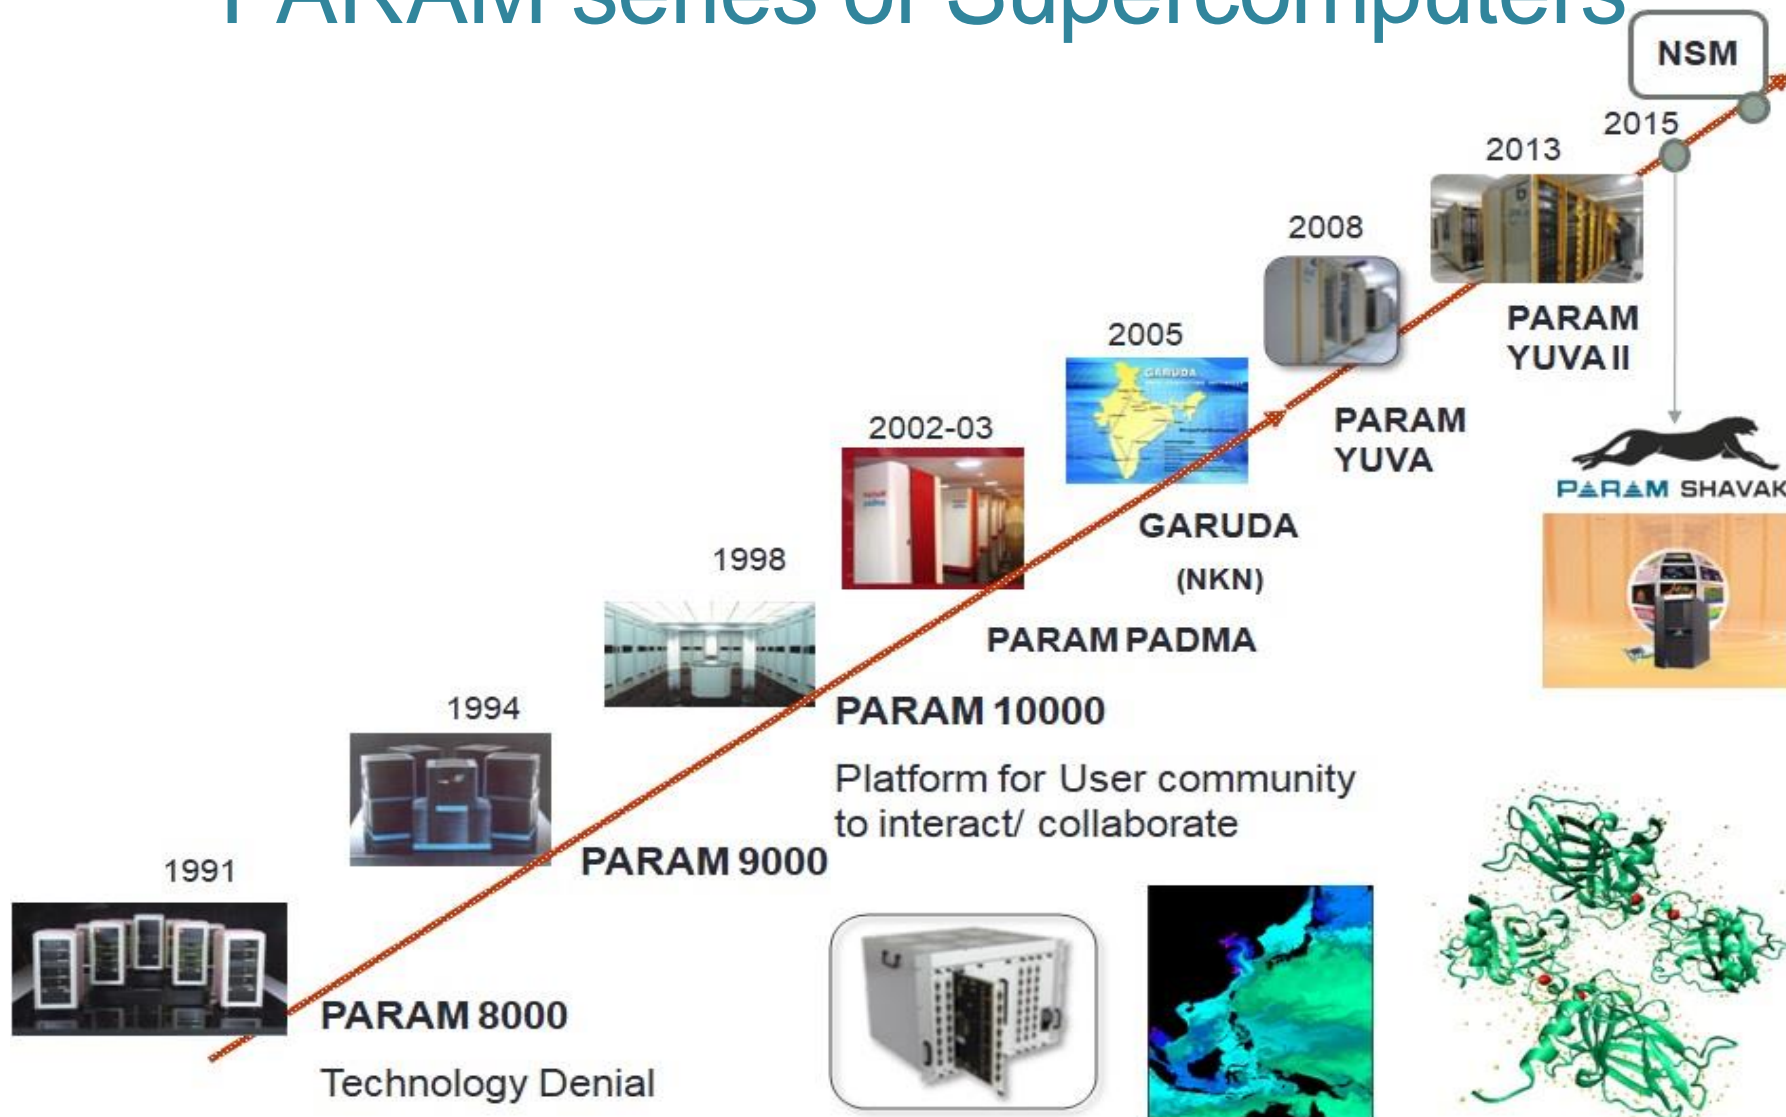 PARAM series of Supercomputers
NSM
2015
2013
2008
PARAM
YUVA II
2005
GARUDA
PARAM
YUVA
2002-03
PARAM SHAVAK
GARUDA
(NKN)
1998
PARAM PADMA
1994
PARAM 10000
Platform for User community
to interact/ collaborate
PARAM 9000
1991
PARAM 8000
Technology Denial